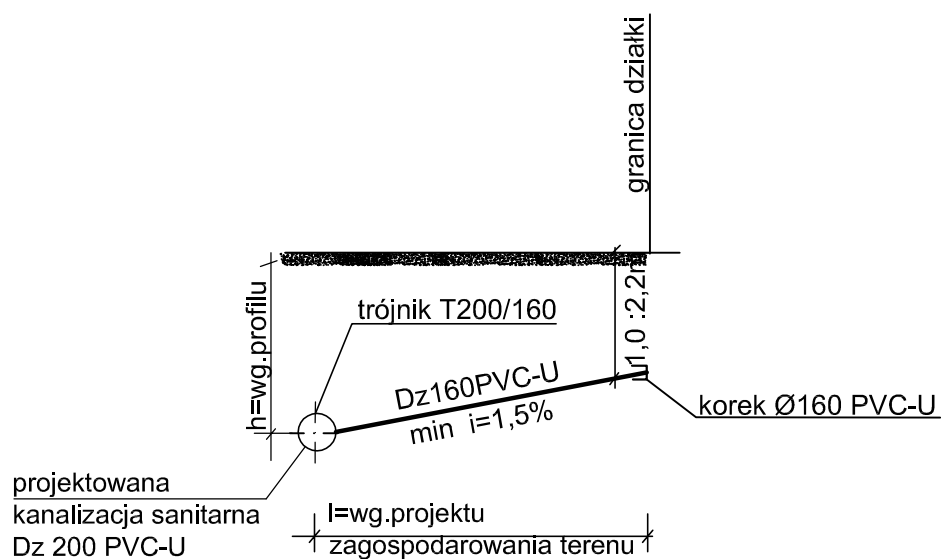 granica działki
h=wg.profilu
trójnik T200/160
1,0 :2,2m
Dz160PVC-U
min i=1,5%
korek Ø160 PVC-U
projektowana
kanalizacja sanitarna
Dz 200 PVC-U
l=wg.projektu
zagospodarowania terenu